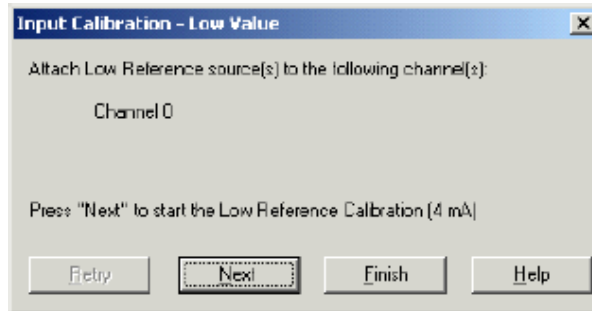 Input Calibration - Low Value
Attach Low Reference source(s) to the following channel(s):
Channel 0
Press "Next" to start the Low Reference Calibration (4 mA)
Retry Next Finish Help